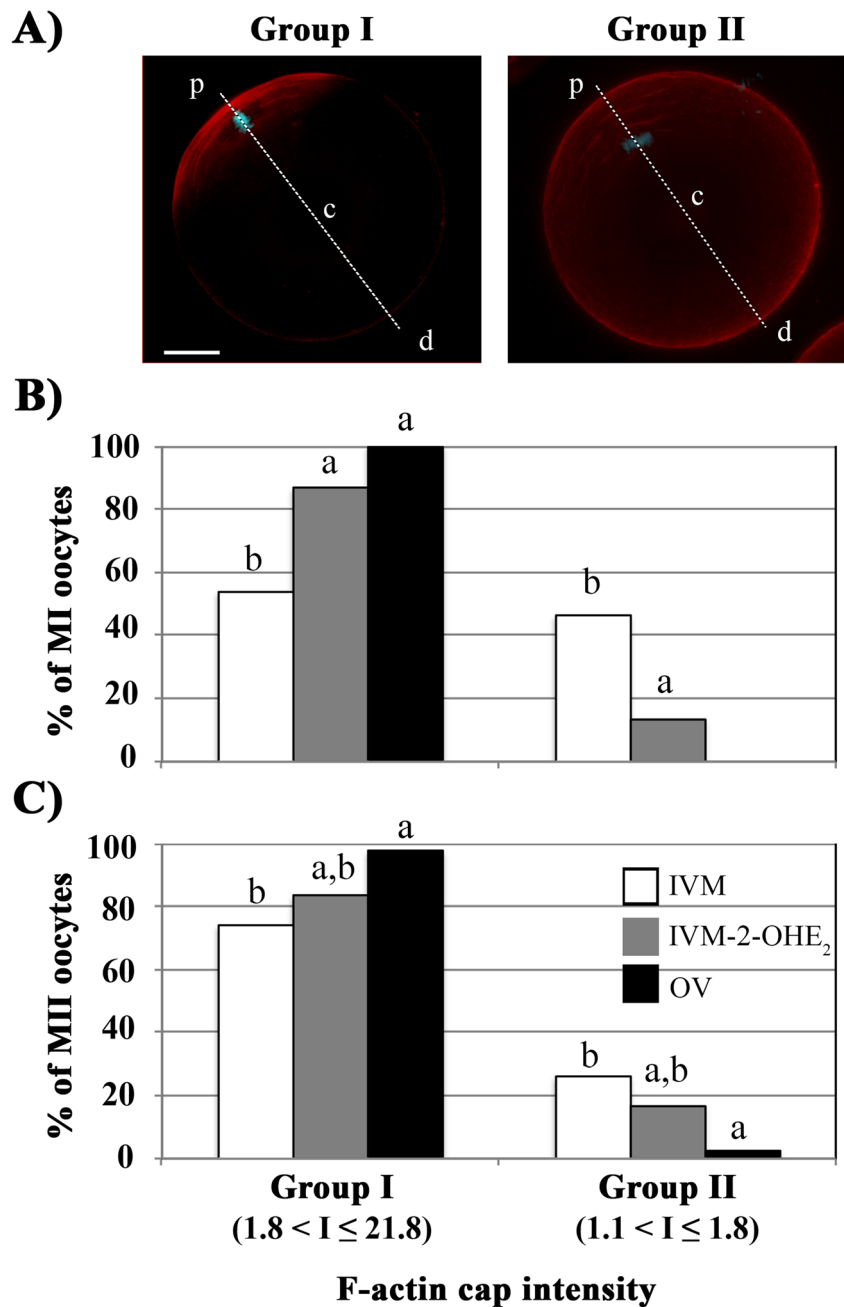 A)
Group I
Group II
p
c
d
p
c
d
B)
% of MI oocytes
100
80
60
40
20
0
b
a
a
b
a
C)
% of MII oocytes
100
80
60
40
20
0
b
a,b
a
b
a,b
a
IVM
IVM-2-OHE₂
OV
Group I
(1.8 < I ≤ 21.8)
Group II
(1.1 < I ≤ 1.8)
F-actin cap intensity